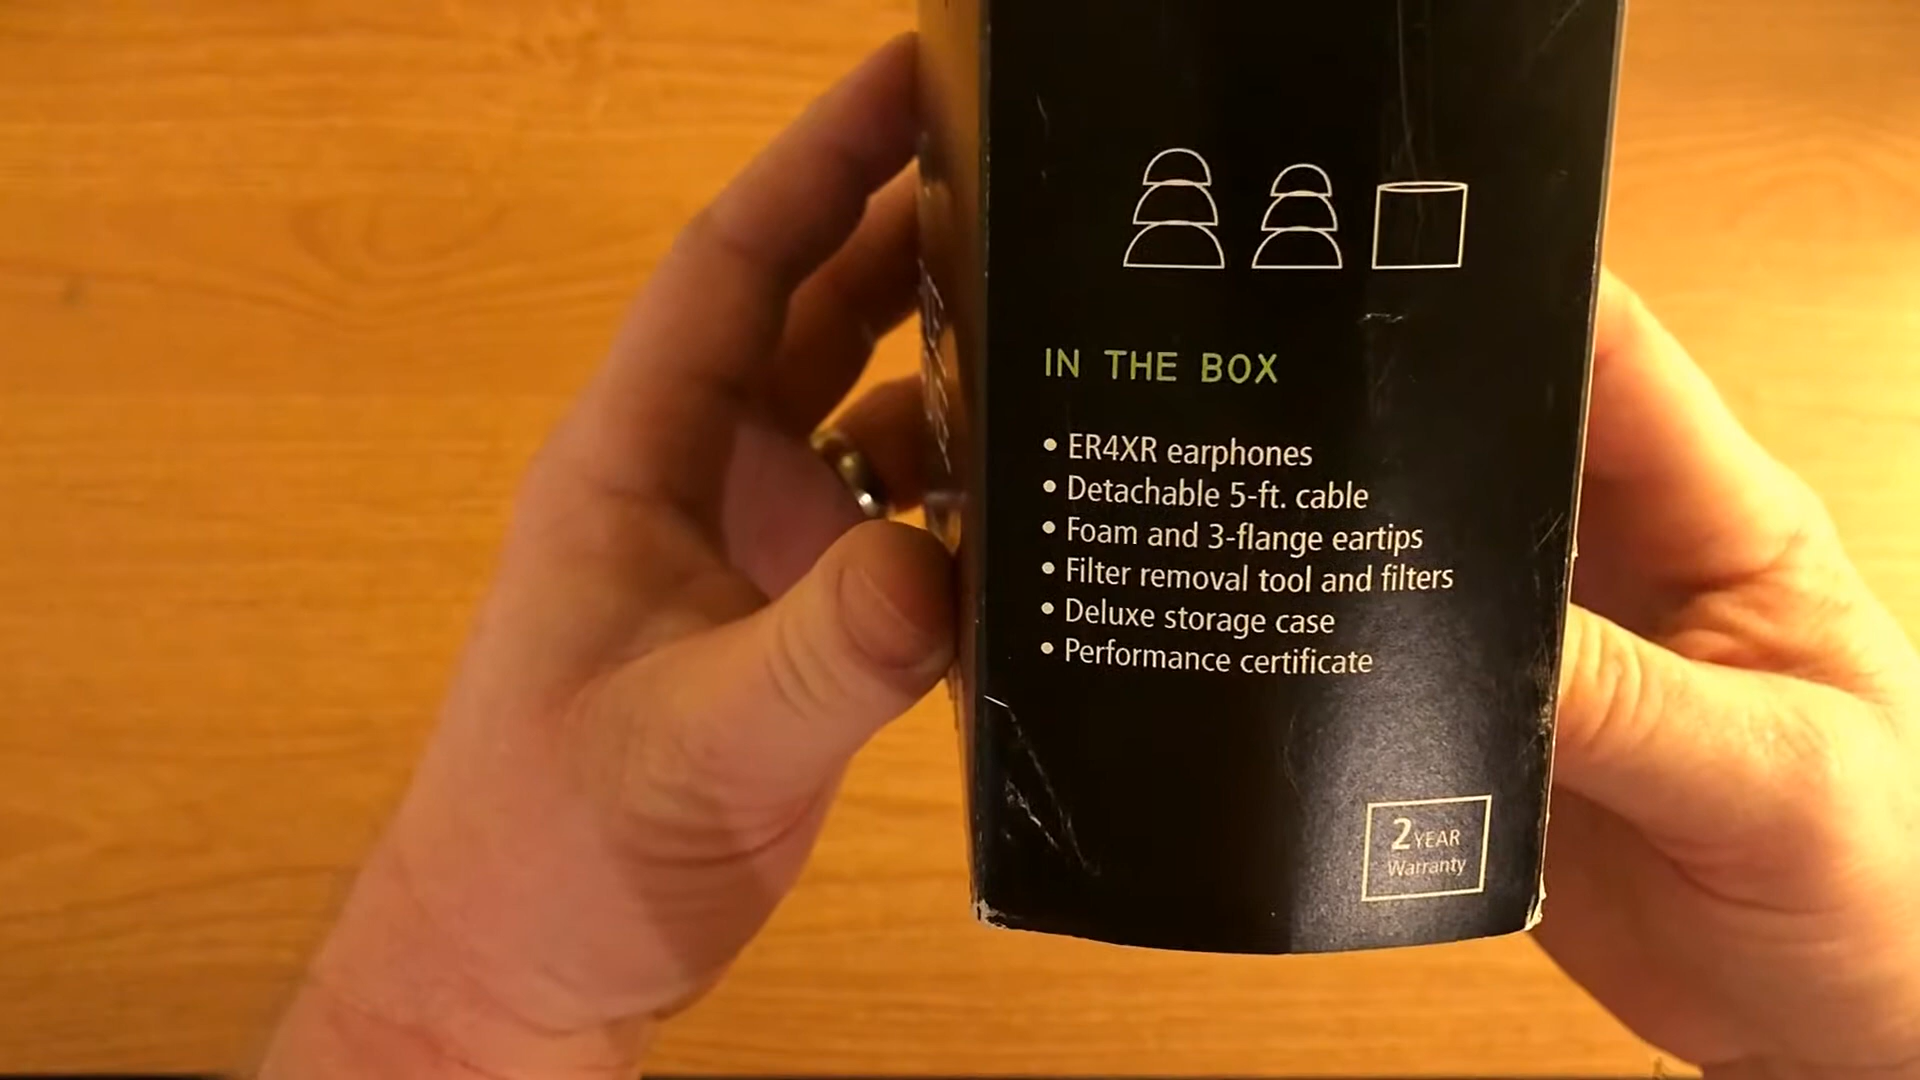 IN THE BOX
• ER4XR earphones
• Detachable 5-ft. cable
• Foam and 3-flange eartips
• Filter removal tool and filters
• Deluxe storage case
• Performance certificate
2 YEAR
Warranty